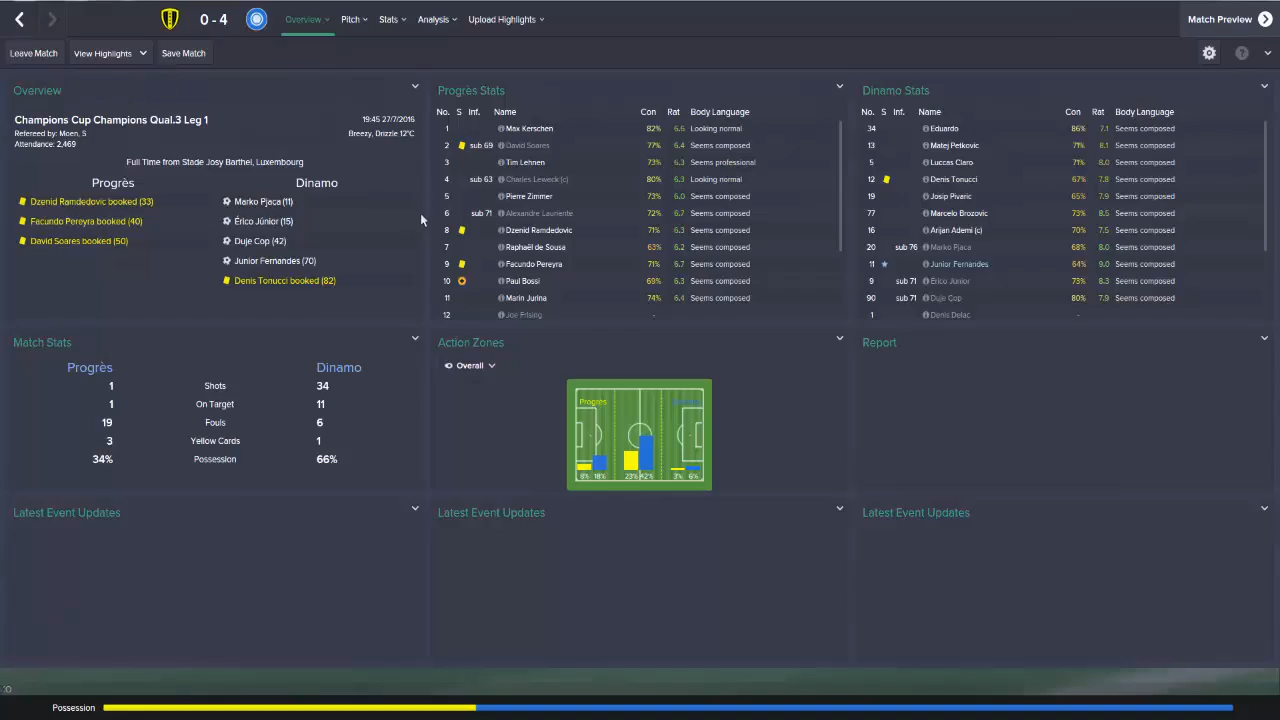 0 - 4
Overview
Pitch
Stats
Analysis
Upload Highlights
Match Preview
Leave Match
View Highlights
Save Match
Overview
Champions Cup Champions Qual.3 Leg 1
19:45 27/7/2016
Refereed by: Moen, S
Breezy, Drizzle 12°C
Attendance: 2,469
Full Time from Stade Josy Barthel, Luxembourg
Progrès Dinamo
Dzenid Ramdedovic booked (33)
Marko Pjaca (11)
Facundo Pereyra booked (40)
Érico Júnior (15)
David Soares booked (50)
Duje Cop (42)
Junior Fernandes (70)
Denis Tonucci booked (82)
Progrès Stats
No. S Inf. Name Con Rat Body Language
1 Max Kerschen 82% 6.6 Looking normal
2 sub 69 David Soares 77% 6.4 Seems composed
3 Tim Lehnen 73% 6.3 Seems professional
4 sub 63 Charles Leweck (c) 80% 6.3 Looking normal
5 Pierre Zimmer 73% 6.3 Seems composed
6 sub 71 Alexandre Lauriente 72% 6.7 Seems composed
8 Dzenid Ramdedovic 71% 6.3 Seems composed
7 Raphaël de Sousa 63% 6.2 Seems composed
9 Facundo Pereyra 71% 6.7 Seems composed
10 Paul Bossi 69% 6.3 Seems composed
11 Marin Jurina 74% 6.4 Seems composed
12 Joe Frising -
Dinamo Stats
No. S Inf. Name Con Rat Body Language
34 Eduardo 86% 7.1 Seems composed
13 Matej Petkovic 71% 8.1 Seems composed
5 Luccas Claro 71% 8.0 Seems composed
12 Denis Tonucci 67% 7.8 Seems composed
19 Josip Pivaric 65% 7.9 Seems composed
77 Marcelo Brozovic 73% 8.5 Seems composed
16 Arijan Ademi (c) 70% 7.5 Seems composed
20 sub 76 Marko Pjaca 68% 8.0 Seems composed
11 Junior Fernandes 64% 9.0 Seems composed
9 sub 71 Érico Júnior 73% 8.3 Seems composed
90 sub 71 Duje Cop 80% 7.9 Seems composed
1 Denis Delac -
Match Stats
Progrès Dinamo
1 Shots 34
1 On Target 11
19 Fouls 6
3 Yellow Cards 1
34% Possession 66%
Action Zones
Overall
Progrès
8% 18% 23% 42% 3% 6%
Report
Latest Event Updates
Latest Event Updates
Latest Event Updates
Possession